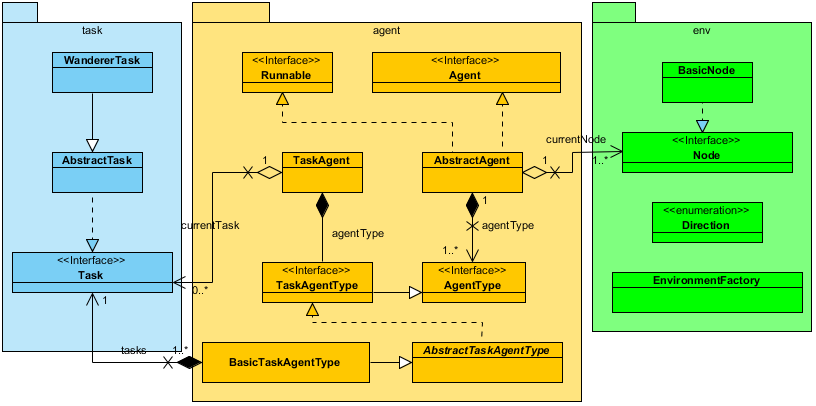 task
agent
env
WandererTask
<<Interface>>
Runnable
<<Interface>>
Agent
BasicNode
currentNode
<<Interface>>
Node
1..*
AbstractTask
1
TaskAgent
AbstractAgent
1
1
currentTask
agentType
agentType
<<enumeration>>
Direction
1..*
<<Interface>>
Task
0..*
<<Interface>>
TaskAgentType
<<Interface>>
AgentType
EnvironmentFactory
1
tasks
1..*
BasicTaskAgentType
AbstractTaskAgentType